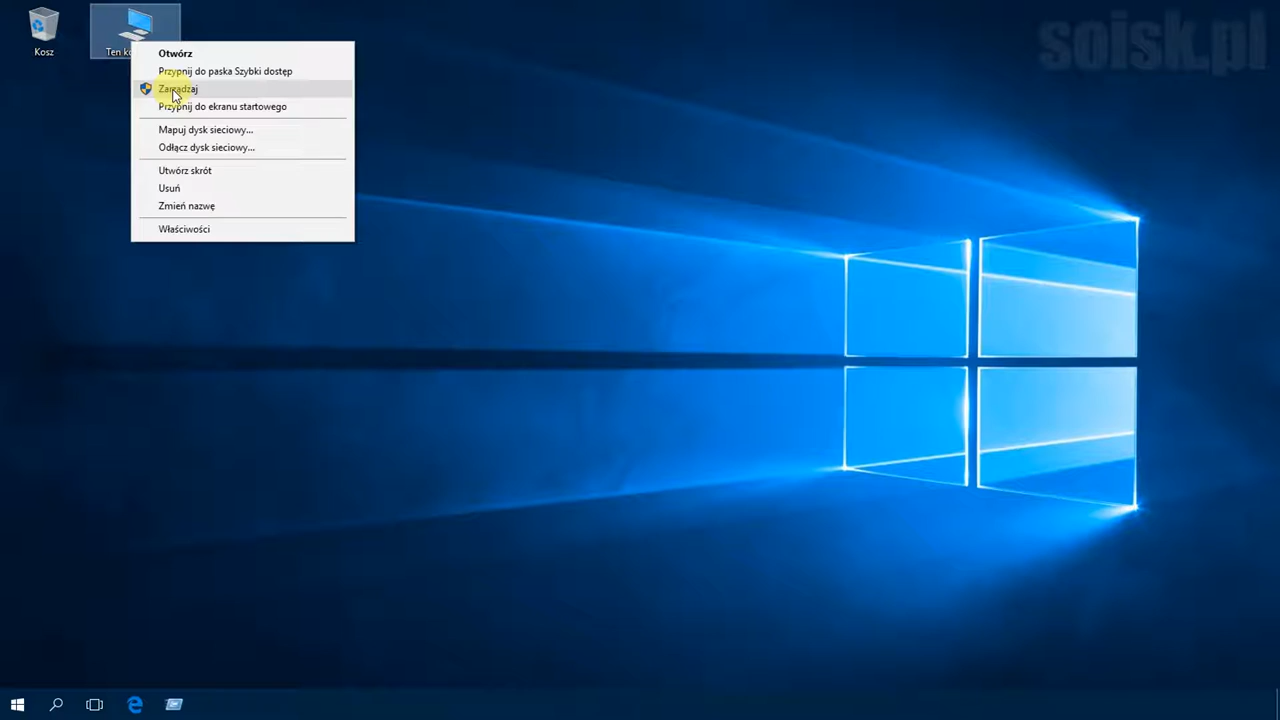 soisk.pl
Kosz
Ten
Otwórz
Przypnij do paska Szybki dostęp
Zarządzaj
Przypnij do ekranu startowego
Mapuj dysk sieciowy...
Odłącz dysk sieciowy...
Utwórz skrót
Usuń
Zmień nazwę
Właściwości